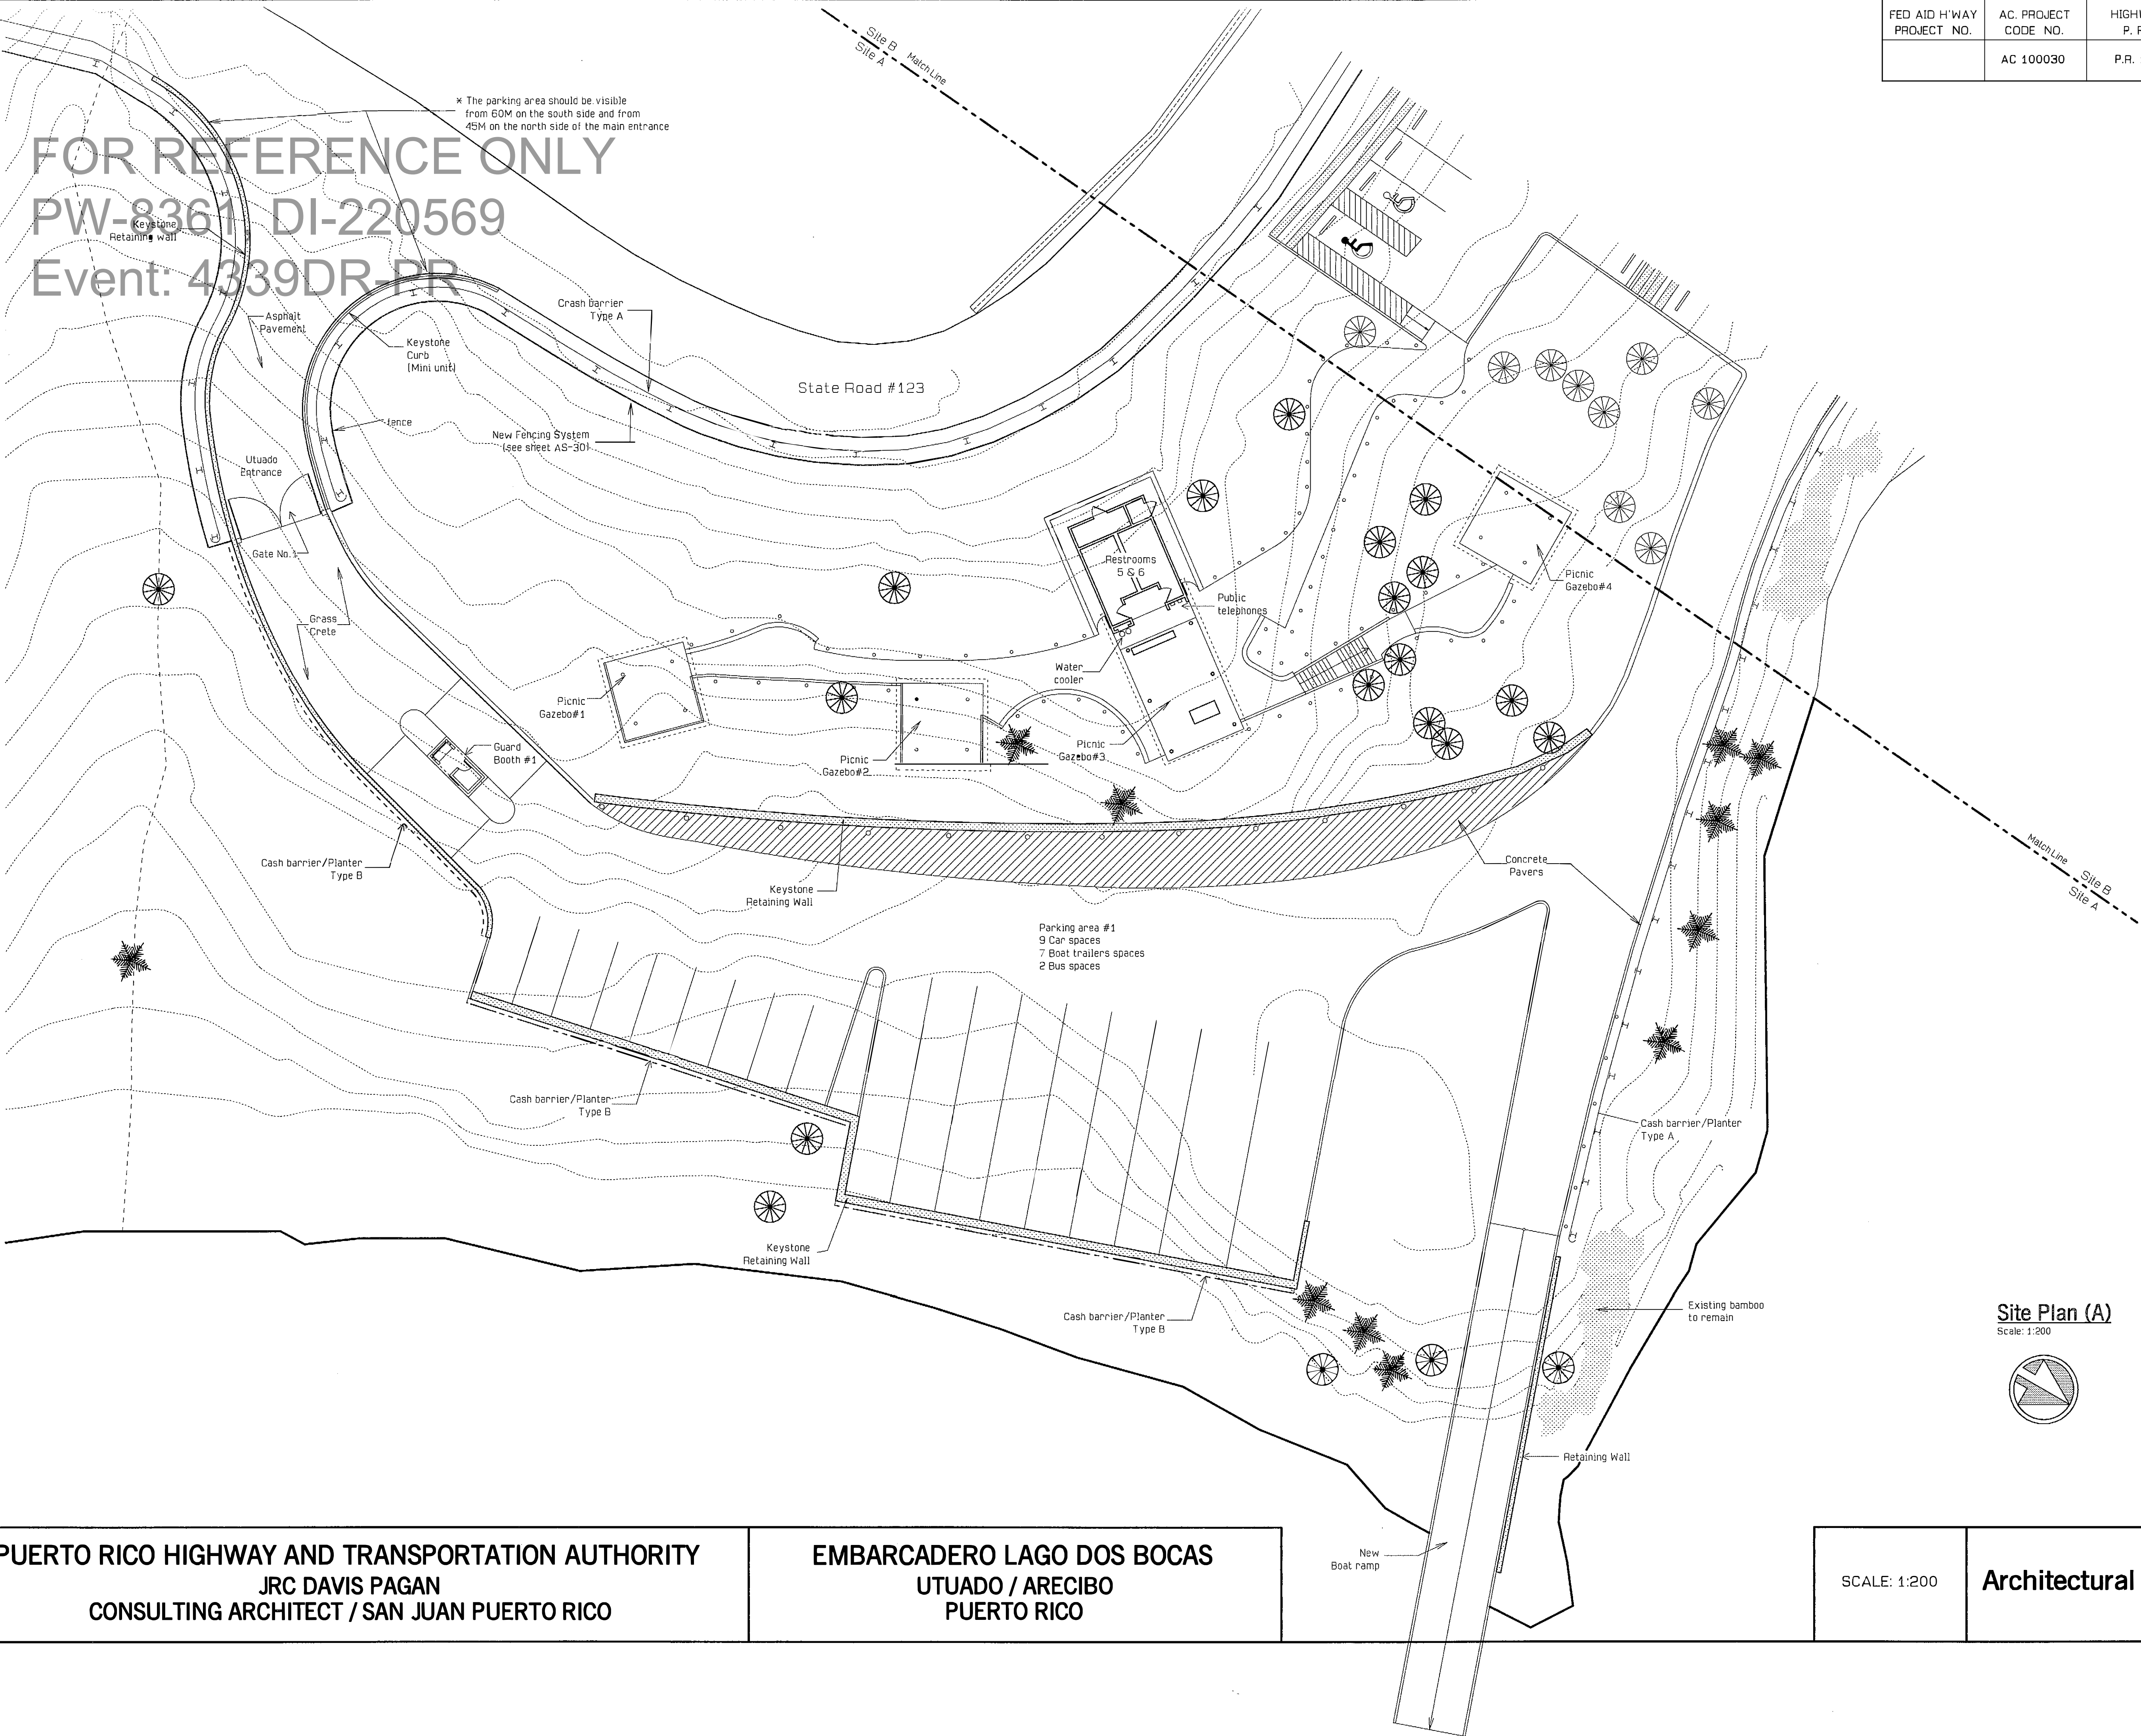 FED AID H'WAY
PROJECT NO.
AC. PROJECT
CODE NO.
AC 100030
P.R.
Site B
Site A
Match Line
* The parking area should be visible
from 60M on the south side and from
45M on the north side of the main entrance
FOR REFERENCE ONLY
PW-8361 DI-220569
Event: 4339DR-PR
Keystone
Retaining wall
Asphalt
Pavement
Keystone
Curb
(Mini unit)
Crash barrier
Type A
State Road #123
fence
New Fencing System
(see sheet AS-30)
Utuado
Entrance
Gate No.1
Grass
Crete
Restrooms
5 & 6
Public
telephones
Picnic
Gazebo#4
Water
cooler
Picnic
Gazebo#1
Guard
Booth #1
Picnic
Gazebo#2
Picnic
Gazebo#3
Cash barrier/Planter
Type B
Keystone
Retaining Wall
Concrete
Pavers
Match Line
Site B
Site A
Parking area #1
9 Car spaces
7 Boat trailers spaces
2 Bus spaces
Cash barrier/Planter
Type B
Cash barrier/Planter
Type A
Keystone
Retaining Wall
Cash barrier/Planter
Type B
Existing bamboo
to remain
Site Plan (A)
Scale: 1:200
Retaining Wall
New
Boat ramp
PUERTO RICO HIGHWAY AND TRANSPORTATION AUTHORITY
JRC DAVIS PAGAN
CONSULTING ARCHITECT / SAN JUAN PUERTO RICO
EMBARCADERO LAGO DOS BOCAS
UTUADO / ARECIBO
PUERTO RICO
SCALE: 1:200
Architectural